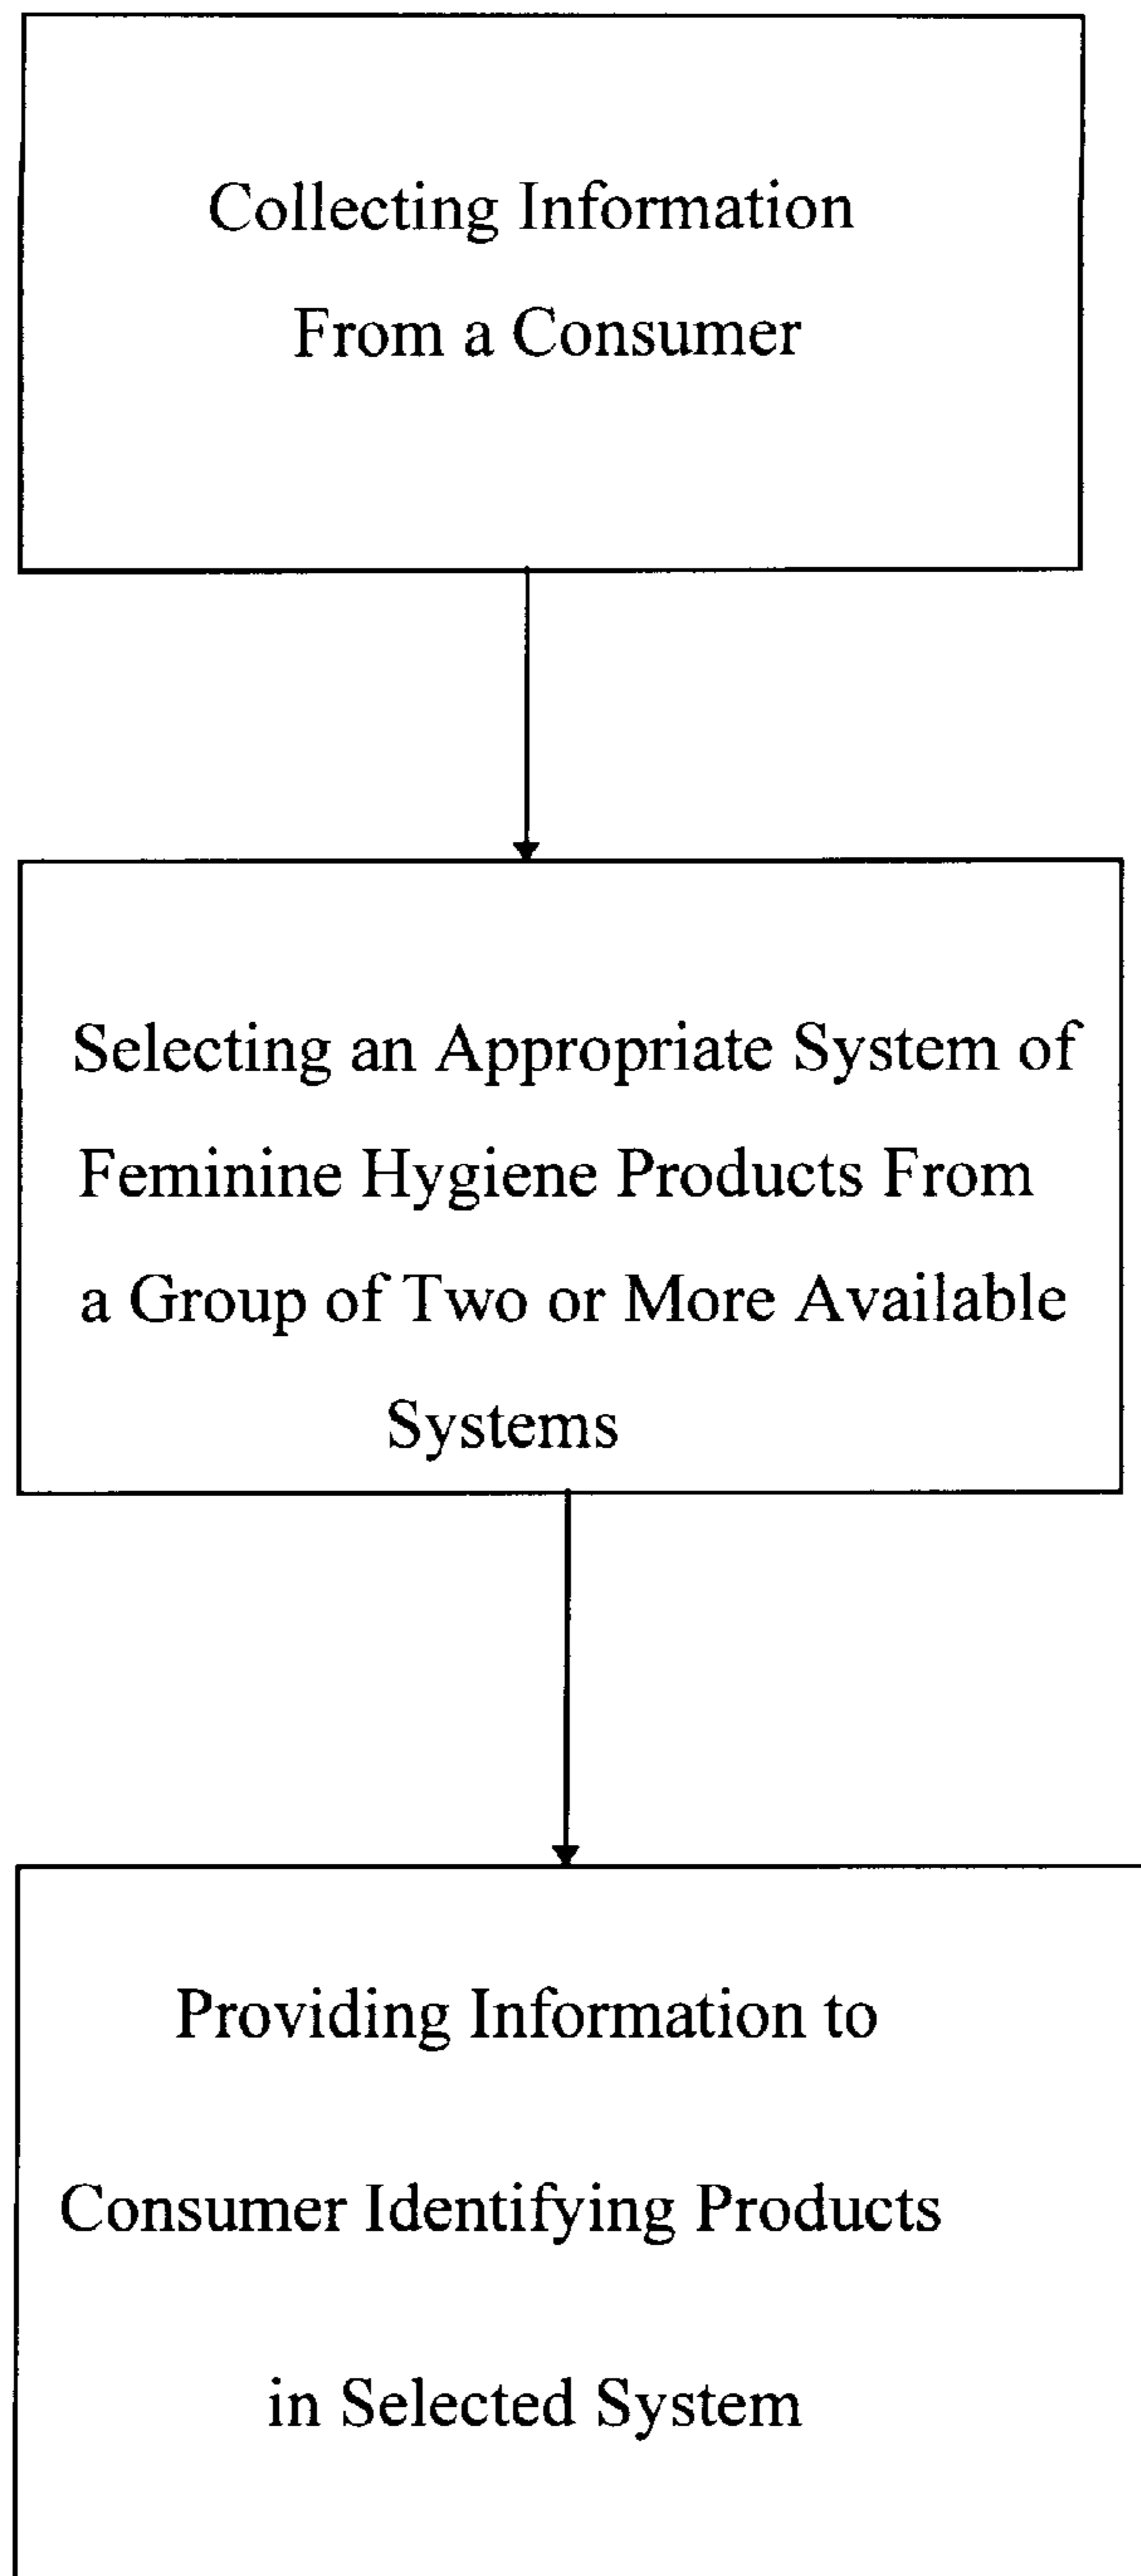 Collecting Information
From a Consumer
Selecting an Appropriate System of
Feminine Hygiene Products From
a Group of Two or More Available
Systems
Providing Information to
Consumer Identifying Products
in Selected System